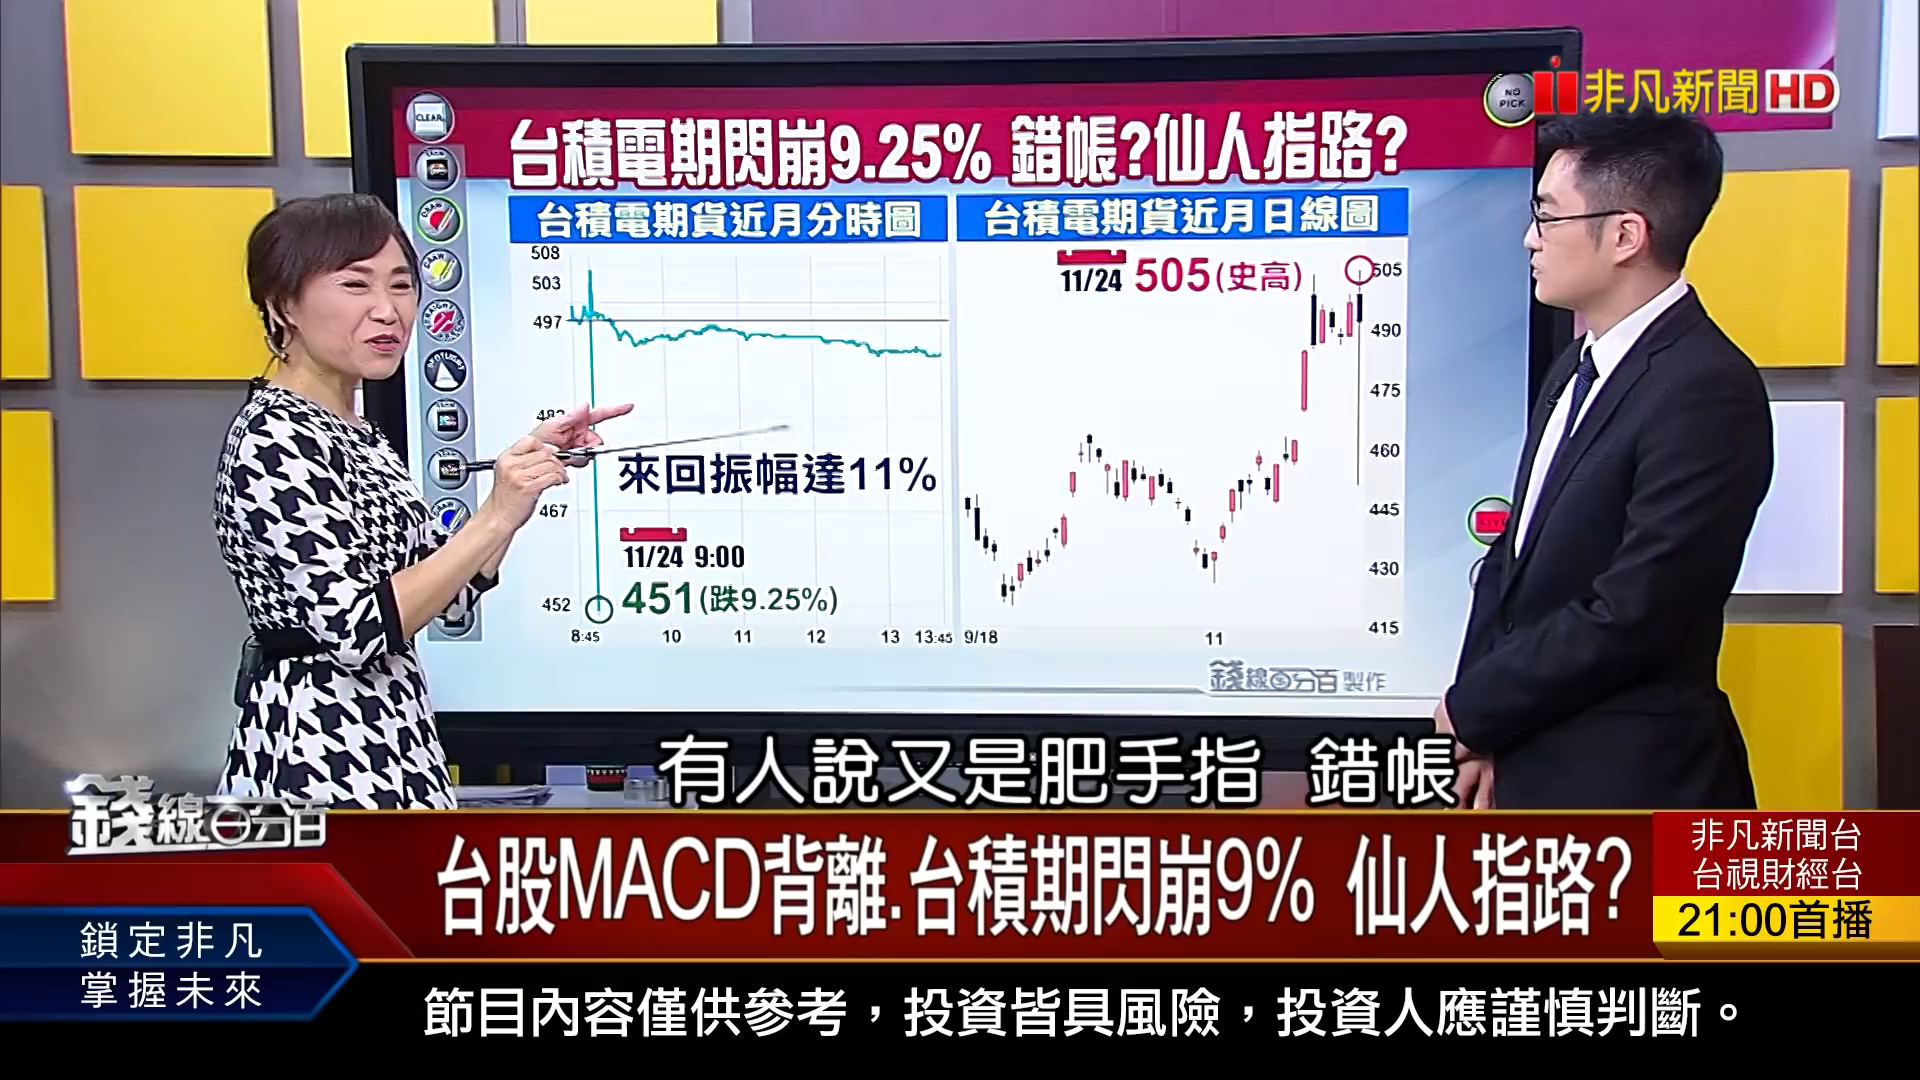 非凡新聞HD
NO PICK
CLEAR
台積電期閃崩9.25% 錯帳?仙人指路?
台積電期貨近月分時圖
508
503
497
482
467
452
來回振幅達11%
11/24 9:00
451(跌9.25%)
8:45 10 11 12 13 13:45
台積電期貨近月日線圖
11/24 505(史高)
505
490
475
460
445
430
415
9/18 11
錢線百分百製作
有人說又是肥手指 錯帳
錢線百分百
台股MACD背離.台積期閃崩9% 仙人指路?
非凡新聞台
台視財經台
21:00首播
鎖定非凡
掌握未來
節目內容僅供參考，投資皆具風險，投資人應謹慎判斷。